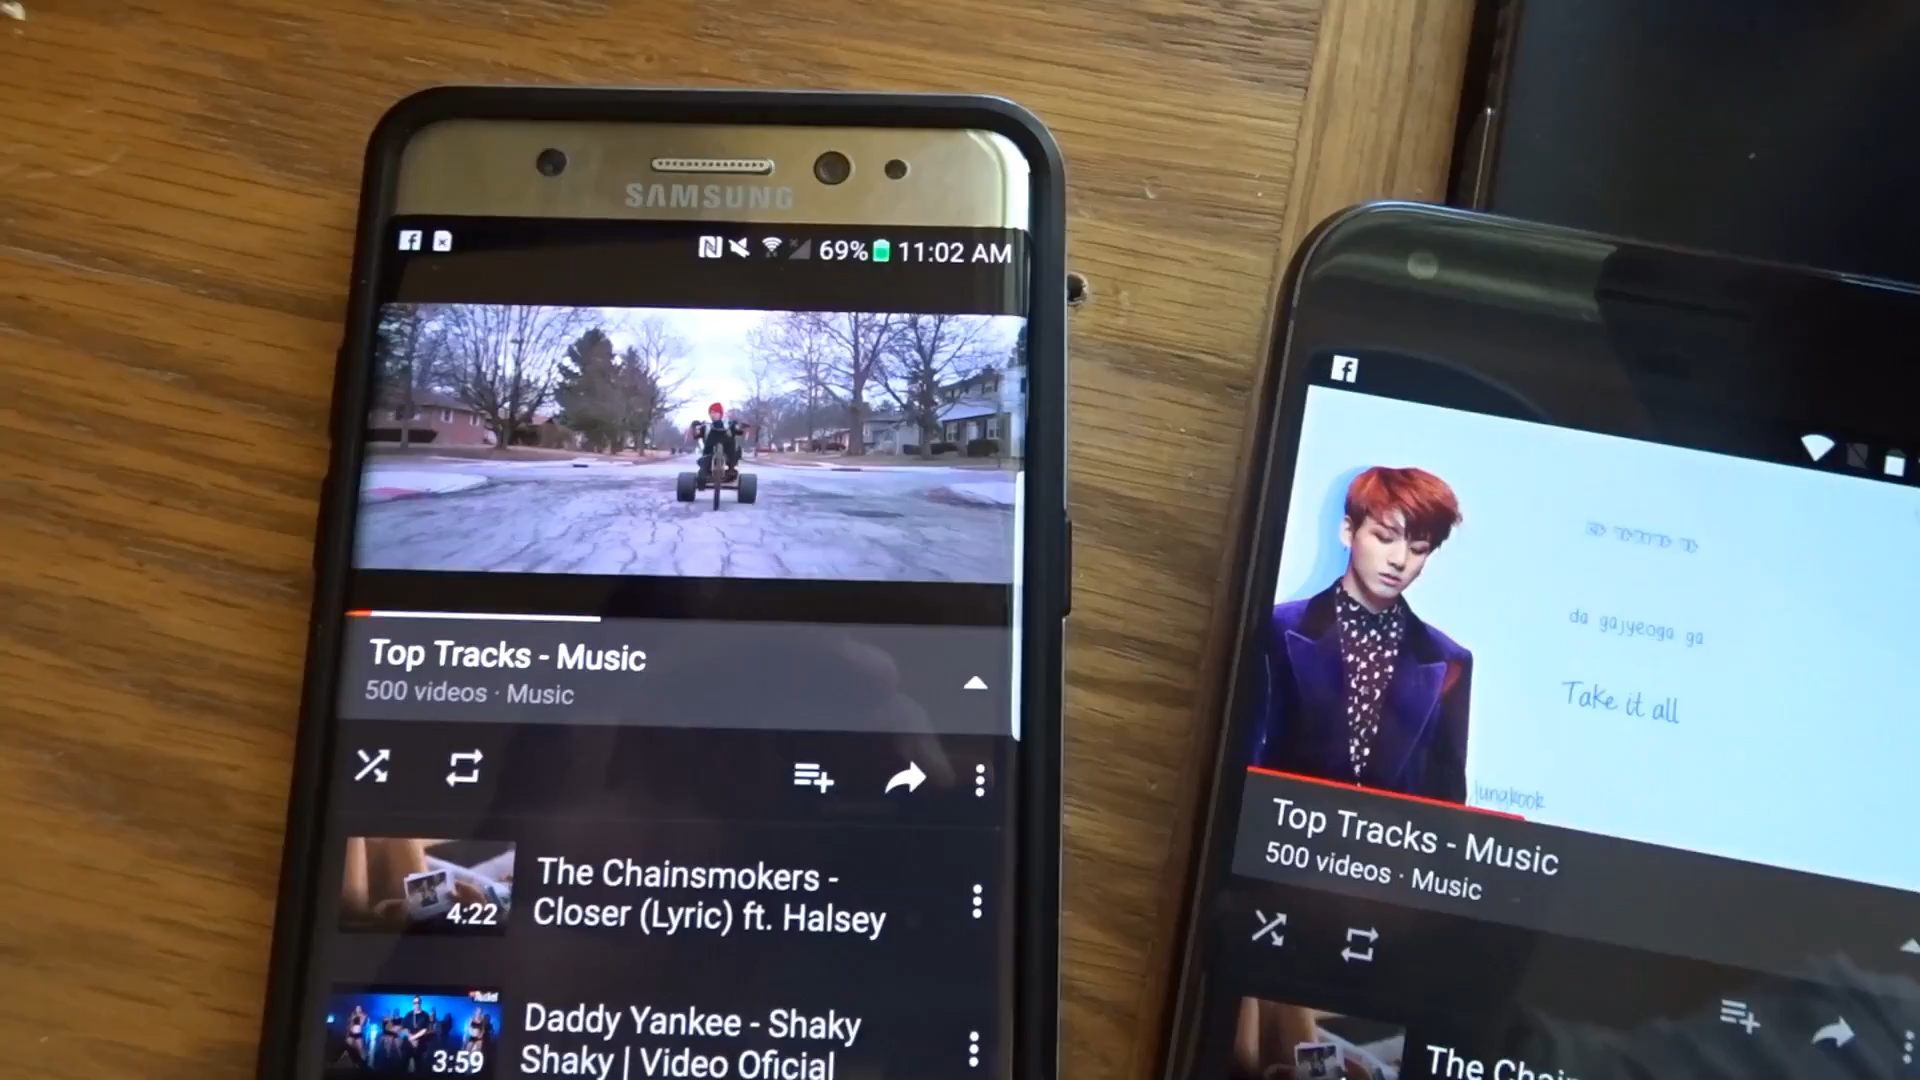 SAMSUNG
69% 11:02 AM
Top Tracks - Music
500 videos · Music
4:22
The Chainsmokers -
Closer (Lyric) ft. Halsey
3:59
Daddy Yankee - Shaky
Shaky | Video Oficial
da gajyeoga ga
Take it all
Jungkook
Top Tracks - Music
500 videos · Music
The Chain